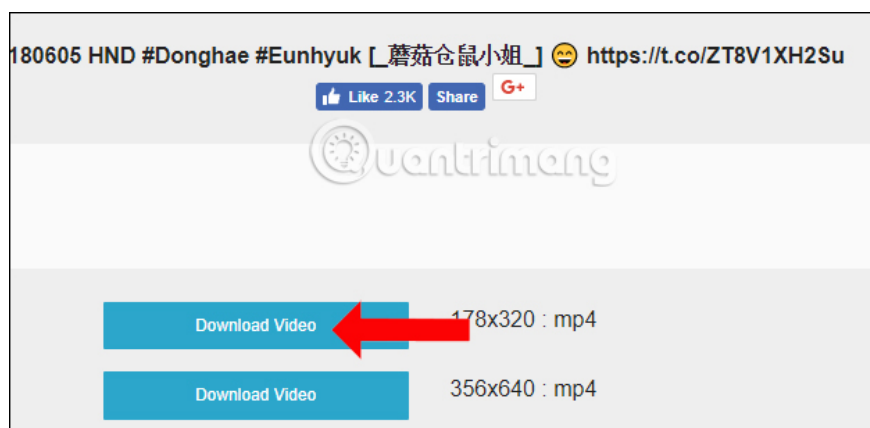 180605 HND #Donghae #Eunhyuk [_蘑菇仓鼠小姐_] 😄 https://t.co/ZT8V1XH2Su
Like 2.3K Share G+
Quantrimang
Download Video 178x320 : mp4
Download Video 356x640 : mp4